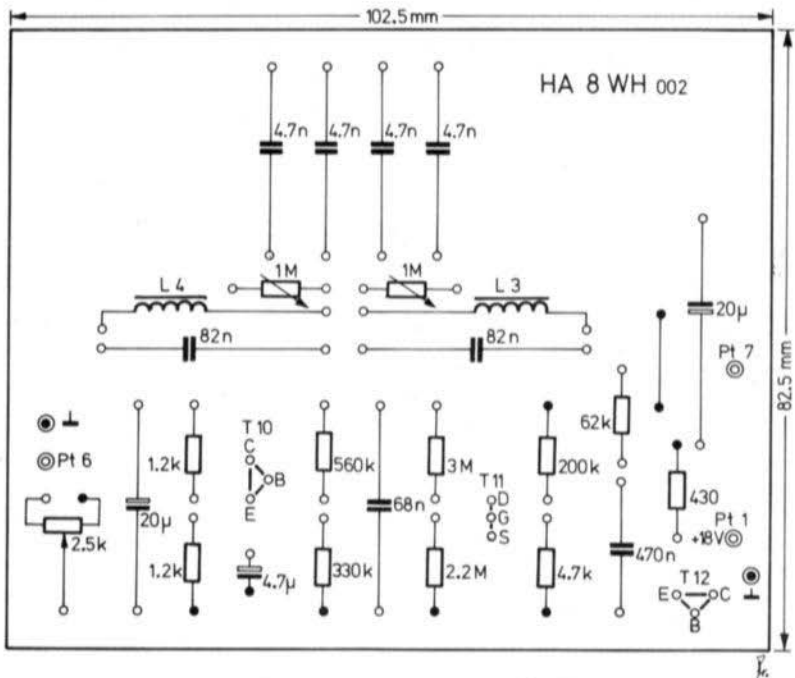 102.5 mm
HA 8 WH 002
4.7n 4.7n 4.7n 4.7n
1M 1M
L 4 L 3
20µ
82n 82n
Pt 7
82.5 mm
62k
T 10
C
B
E
Pt 6
1.2k 560k 3M 200k
T 11
D
G
S
430
20µ 68n
Pt 1
+18V
2.5k
470n
1.2k 4.7µ 330k 2.2M 4.7k
T 12
E C
B